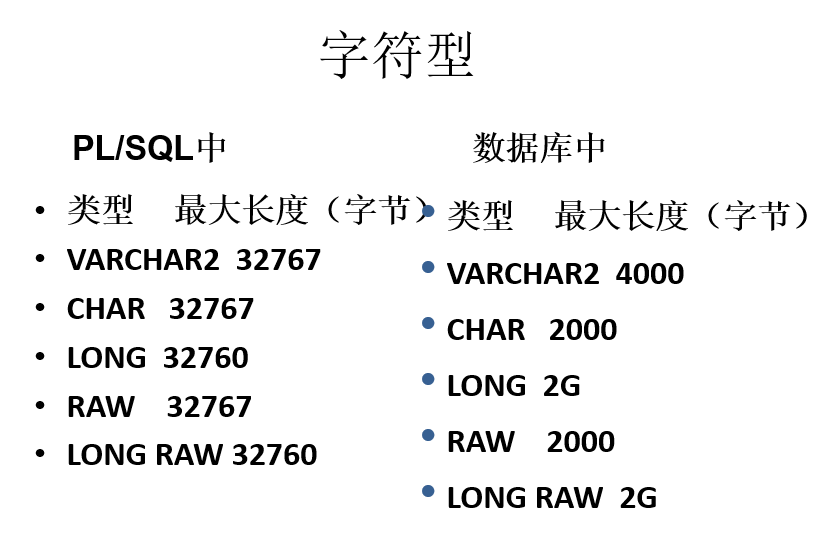 字符型
PL/SQL中
• 类型 最大长度（字节）
• VARCHAR2 32767
• CHAR 32767
• LONG 32760
• RAW 32767
• LONG RAW 32760
数据库中
• 类型 最大长度（字节）
• VARCHAR2 4000
• CHAR 2000
• LONG 2G
• RAW 2000
• LONG RAW 2G